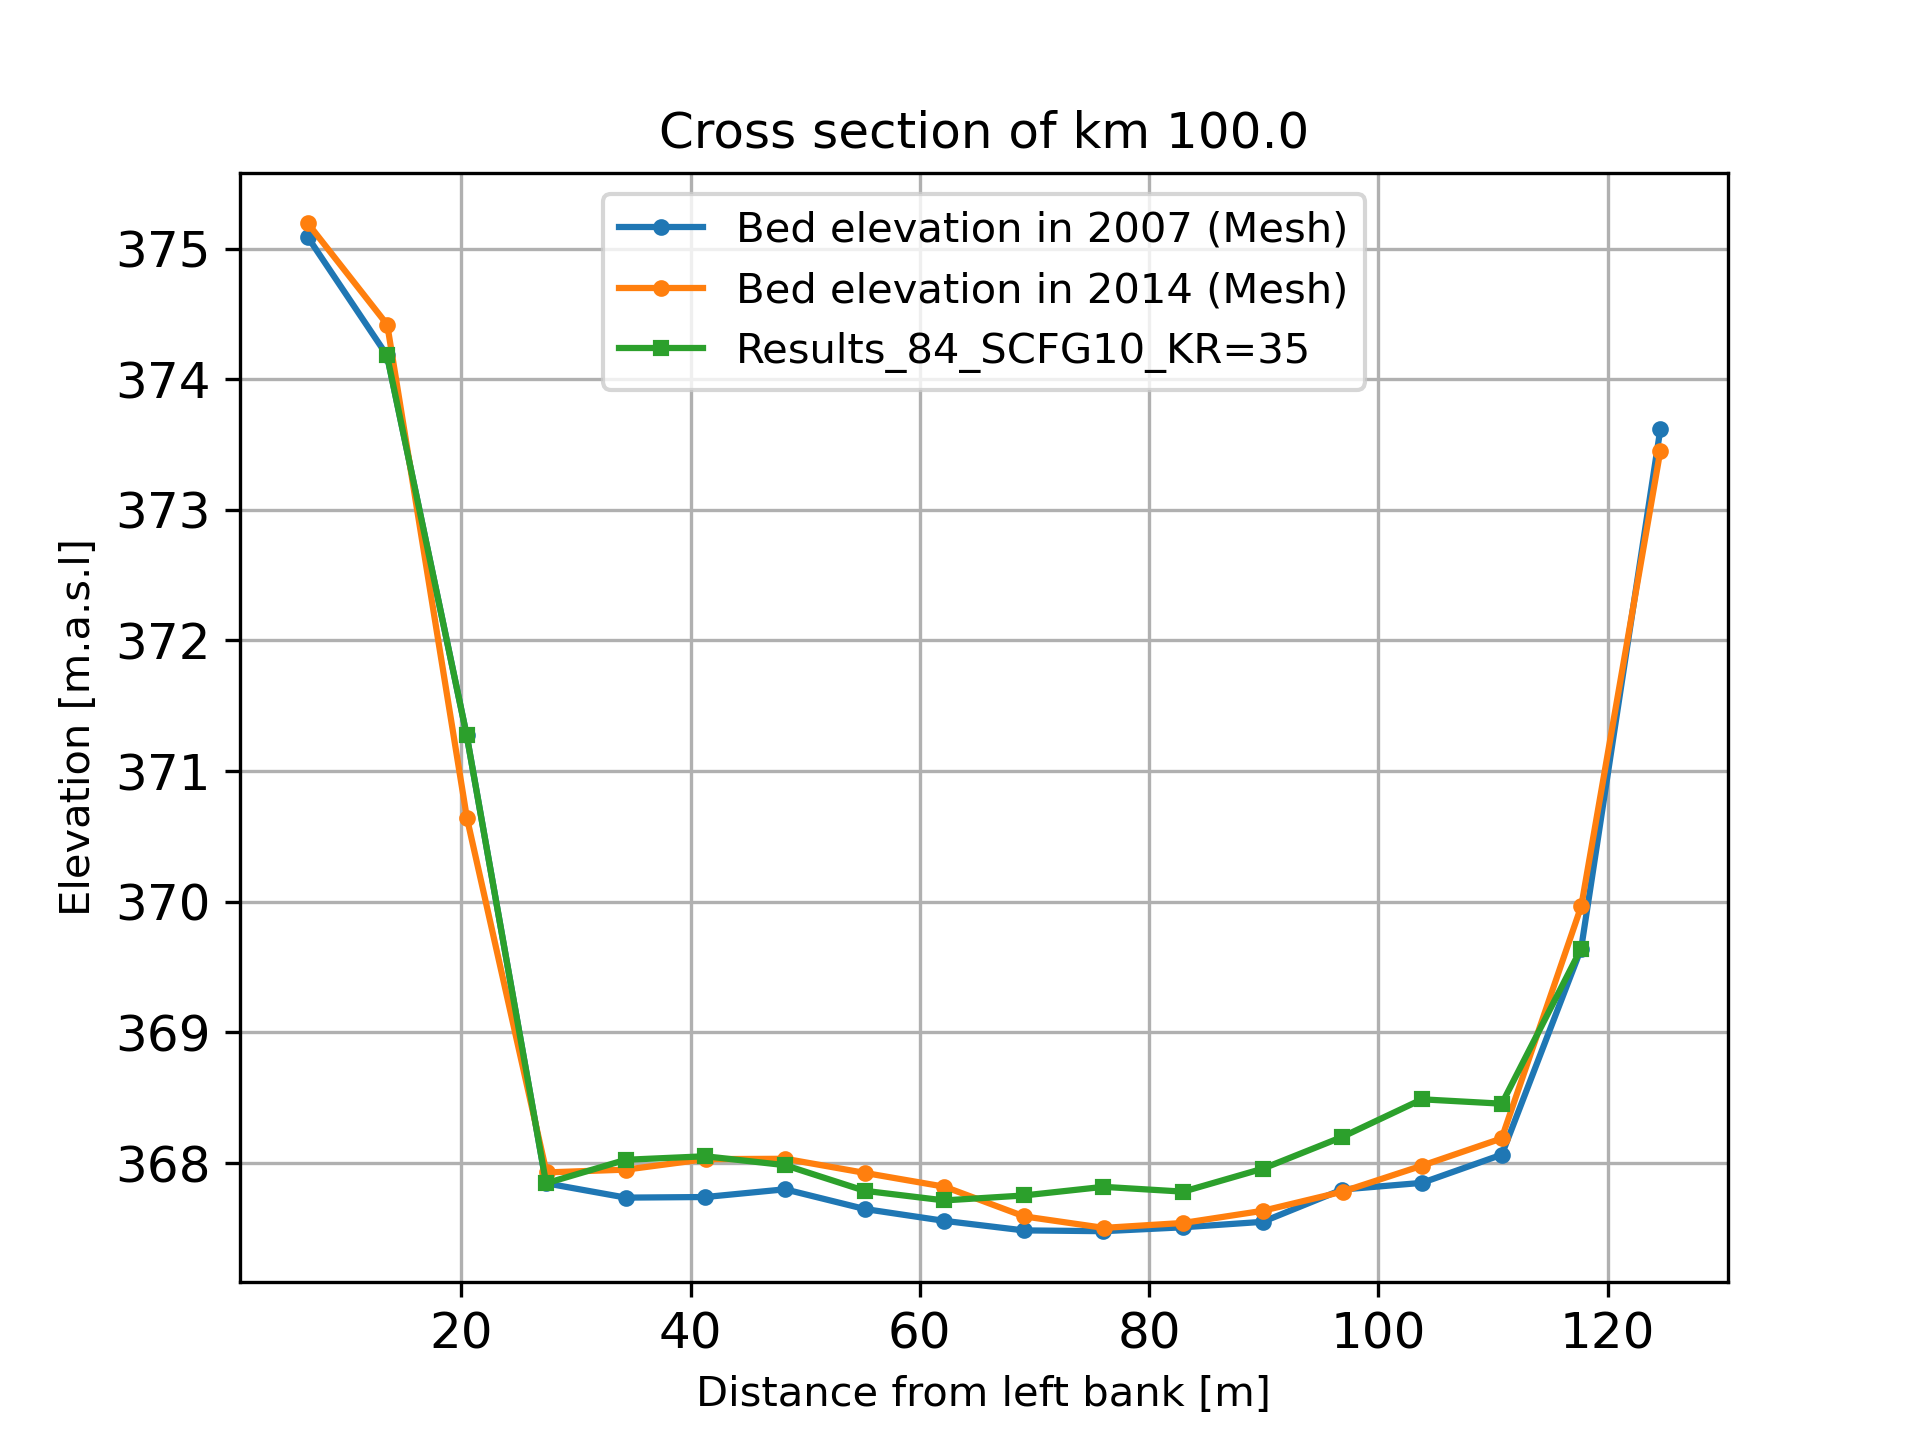 Cross section of km 100.0
Bed elevation in 2007 (Mesh)
Bed elevation in 2014 (Mesh)
Results_84_SCFG10_KR=35
375
374
373
372
371
370
369
368
Elevation [m.a.s.l]
20 40 60 80 100 120
Distance from left bank [m]